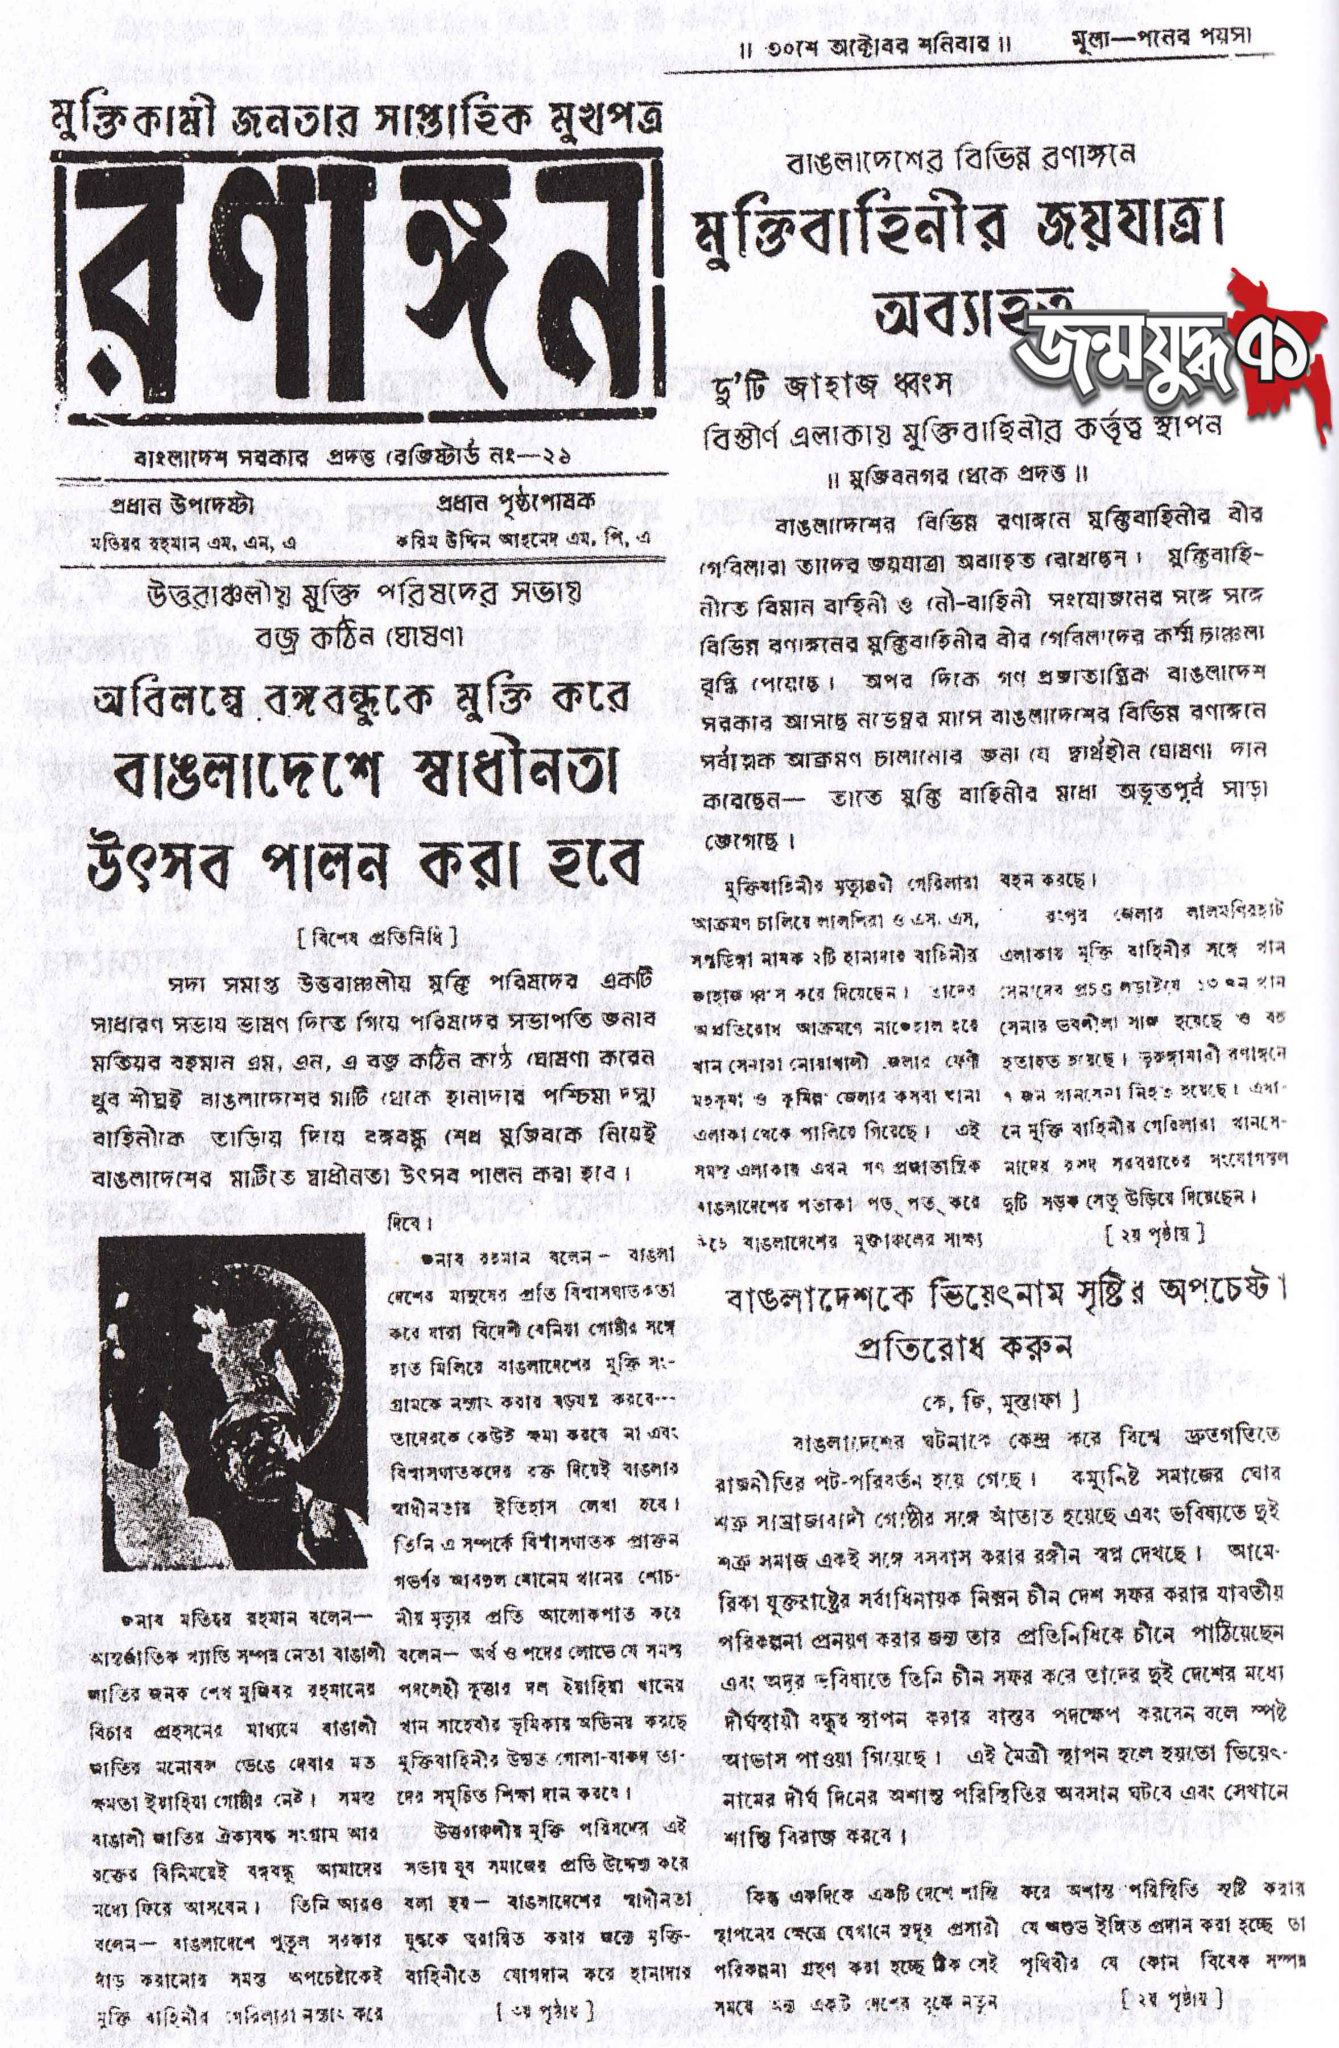 ।। ৩০শে অক্টোবর শনিবার ।। মূল্য—পনের পয়সা
মুক্তিকামী জনতার সাপ্তাহিক মুখপত্র
রণাঙ্গন
বাংলাদেশ সরকার প্রদত্ত রেজিষ্টার্ড নং—২১
প্রধান উপদেষ্টা প্রধান পৃষ্ঠপোষক
মতিয়র রহমান এম, এন, এ করিম উদ্দিন আহমেদ এম, পি, এ
উত্তরাঞ্চলীয় মুক্তি পরিষদের সভায়
বজ্র কঠিন ঘোষণা
অবিলম্বে বঙ্গবন্ধুকে মুক্তি করে
বাঙলাদেশে স্বাধীনতা
উৎসব পালন করা হবে
[ বিশেষ প্রতিনিধি ]
সদ্য সমাপ্ত উত্তরাঞ্চলীয় মুক্তি পরিষদের একটি
সাধারণ সভায় ভাষণ দিতে গিয়ে পরিষদের সভাপতি জনাব
মতিয়র রহমান এম, এন, এ বজ্র কঠিন কণ্ঠে ঘোষণা করেন
খুব শীঘ্রই বাঙলাদেশের মাটি থেকে হানাদার পশ্চিমা দস্যু
বাহিনীকে তাড়িয়ে দিয়ে বঙ্গবন্ধু শেখ মুজিবকে নিয়েই
বাঙলাদেশের মাটিতে স্বাধীনতা উৎসব পালন করা হবে।
জনাব মতিয়র রহমান বলেন—
আন্তর্জাতিক খ্যাতি সম্পন্ন নেতা বাঙালী
জাতির জনক শেখ মুজিবর রহমানের
বিচার প্রহসনের মাধ্যমে বাঙালী
জাতির মনোবল ভেঙে দেবার মত
ক্ষমতা ইয়াহিয়া গোষ্ঠীর নেই। সমস্ত
বাঙালী জাতির ঐক্যবদ্ধ সংগ্রাম আর
রক্তের বিনিময়েই বঙ্গবন্ধু আমাদের
মধ্যে ফিরে আসবেন। তিনি আরও
বলেন— বাঙলাদেশে পুতুল সরকার
দাড় করানোর সমস্ত অপচেষ্টাকেই
মুক্তি বাহিনীর গেরিলারা নস্যাৎ করে
দিবে।
জনাব রহমান বলেন— বাঙলা
দেশের মানুষের প্রতি বিশ্বাসঘাতকতা
করে যারা বিদেশী বেনিয়া গোষ্ঠীর সঙ্গে
হাত মিলিয়ে বাঙলাদেশের মুক্তি সং-
গ্রামকে নস্যাৎ করার ষড়যন্ত্র করবে---
তাদেরকে কেউই ক্ষমা করবে না এবং
বিশ্বাসঘাতকদের রক্ত দিয়েই বাঙলার
স্বাধীনতার ইতিহাস লেখা হবে।
তিনি এ সম্পর্কে বিশ্বাসঘাতক প্রাক্তন
গভর্ণর আবদুল মোনেম খানের শোচ-
নীয় মৃত্যুর প্রতি আলোকপাত করে
বলেন— অর্থ ও পদের লোভে যে সমস্ত
পদলেহী কুত্তার দল ইয়াহিয়া খানের
খান সাহেবীর ভূমিকায় অভিনয় করছে
মুক্তিবাহিনীর উদ্ধত গোলা-বারুদ তা-
দের সমুচিত শিক্ষা দান করবে।
উত্তরাঞ্চলীয় মুক্তি পরিষদের এই
সভায় যুব সমাজের প্রতি উদ্দেশ্য করে
বলা হয়— বাঙলাদেশের স্বাধীনতা
যুদ্ধকে ত্বরান্বিত করার জন্যে মুক্তি-
বাহিনীতে যোগদান করে হানাদার
[ ৩য় পৃষ্ঠায় ]
বাঙলাদেশের বিভিন্ন রণাঙ্গনে
মুক্তিবাহিনীর জয়যাত্রা
অব্যাহত
জন্মযুদ্ধ ৭১
দু'টি জাহাজ ধ্বংস
বিস্তীর্ণ এলাকায় মুক্তিবাহিনীর কর্তৃত্ব স্থাপন
।। মুজিবনগর থেকে প্রদত্ত ।।
বাঙলাদেশের বিভিন্ন রণাঙ্গনে মুক্তিবাহিনীর বীর
গেরিলারা তাদের জয়যাত্রা অব্যাহত রেখেছেন। মুক্তিবাহি-
নীতে বিমান বাহিনী ও নৌ-বাহিনী সংযোজনের সঙ্গে সঙ্গে
বিভিন্ন রণাঙ্গনের মুক্তিবাহিনীর বীর গেরিলাদের কর্ম্ম চাঞ্চল্য
বৃদ্ধি পেয়েছে। অপর দিকে গণ প্রজাতান্ত্রিক বাঙলাদেশ
সরকার আসছে নভেম্বর মাসে বাঙলাদেশের বিভিন্ন রণাঙ্গনে
সর্বাত্মক আক্রমণ চালানোর জন্য যে দ্ব্যর্থহীন ঘোষণা দান
করেছেন— তাতে মুক্তি বাহিনীর মধ্যে অভূতপূর্ব সাড়া
জেগেছে।
মুক্তিবাহিনীর মৃত্যুঞ্জয়ী গেরিলারা
আক্রমণ চালিয়ে লালশিরা ও এস, এস,
সপ্তডিঙ্গা নামক ২টি হানাদার বাহিনীর
জাহাজ ধ্বংস করে দিয়েছেন। তাদের
অপ্রতিরোধ আক্রমণে নাজেহাল হয়ে
খান সেনারা নোয়াখালী জেলার ফেণী
মহকুমা ও কুমিল্লা জেলার কসবা থানা
এলাকা থেকে পালিয়ে গিয়েছে। এই
সমস্ত এলাকায় এখন গণ প্রজাতান্ত্রিক
বাঙলাদেশের পতাকা পত্ পত্ করে
উড়ে বাঙলাদেশের মুক্তাঞ্চলের সাক্ষ্য
বহন করছে।
রংপুর জেলার লালমণিরহাট
এলাকায় মুক্তি বাহিনীর সঙ্গে খান
সেনাদের প্রচণ্ড লড়াইয়ে ১৩ জন খান
সেনার ভবলীলা সাঙ্গ হয়েছে ও বহু
হতাহত হয়েছে। ভুরুঙ্গামারী রণাঙ্গনে
৭ জন খানসেনা নিহত হয়েছে। এখা-
নে মুক্তি বাহিনীর গেরিলারা খানসে-
নাদের রসদ সরবরাহের সংযোগস্থল
দুটি সড়ক সেতু উড়িয়ে দিয়েছেন।
[ ২য় পৃষ্ঠায় ]
বাঙলাদেশকে ভিয়েৎনাম সৃষ্টির অপচেষ্টা।
প্রতিরোধ করুন
কে, জি, মুস্তাফা ]
বাঙলাদেশের ঘটনাকে কেন্দ্র করে বিশ্বে দ্রুতগতিতে
রাজনীতির পট-পরিবর্তন হয়ে গেছে। কম্যুনিষ্ট সমাজের ঘোর
শত্রু সাম্রাজ্যবাদী গোষ্ঠীর সঙ্গে আঁতাত হয়েছে এবং ভবিষ্যতে দুই
শত্রু সমাজ একই সঙ্গে বসবাস করার রঙ্গীন স্বপ্ন দেখছে। আমে-
রিকা যুক্তরাষ্ট্রের সর্বাধিনায়ক নিক্সন চীন দেশ সফর করার যাবতীয়
পরিকল্পনা প্রনয়ণ করার জন্য তার প্রতিনিধিকে চীনে পাঠিয়েছেন
এবং অদূর ভবিষ্যতে তিনি চীন সফর করে তাদের দুই দেশের মধ্যে
দীর্ঘস্থায়ী বন্ধুত্ব স্থাপন করার বাস্তব পদক্ষেপ করবেন বলে স্পষ্ট
আভাস পাওয়া গিয়েছে। এই মৈত্রী স্থাপন হলে হয়তো ভিয়েৎ-
নামের দীর্ঘ দিনের অশান্ত পরিস্থিতির অবসান ঘটবে এবং সেখানে
শান্তি বিরাজ করবে।
কিন্তু একদিকে একটি দেশে শান্তি
স্থাপনের ক্ষেত্রে যেখানে সুদূর প্রসারী
পরিকল্পনা গ্রহণ করা হচ্ছে ঠিক সেই
সময়ে অন্য একটি দেশের বুকে নতুন
করে অশান্ত পরিস্থিতি সৃষ্টি করার
যে অশুভ ইঙ্গিত প্রদান করা হচ্ছে তা
পৃথিবীর যে কোন বিবেক সম্পন্ন
[ ২য় পৃষ্ঠায় ]